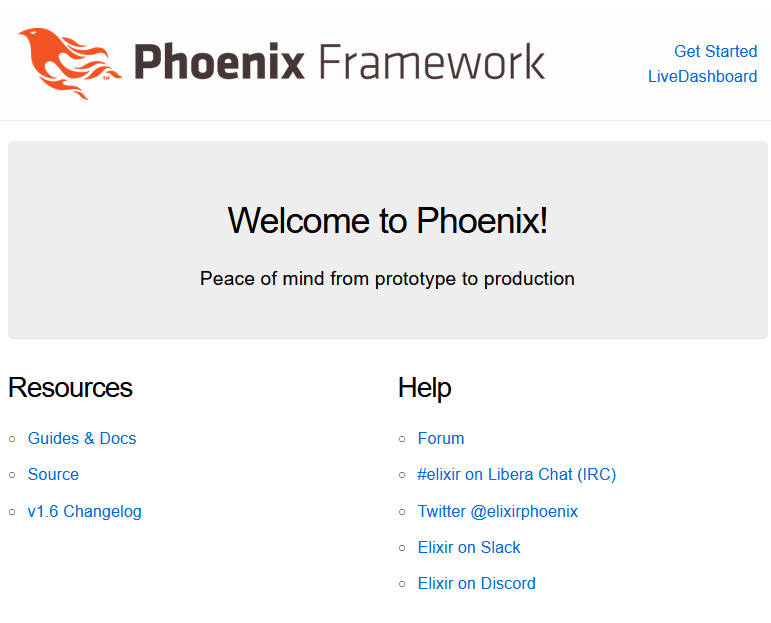 Phoenix Framework
TM
Get Started
LiveDashboard
Welcome to Phoenix!
Peace of mind from prototype to production
Resources
Guides & Docs
Source
v1.6 Changelog
Help
Forum
#elixir on Libera Chat (IRC)
Twitter @elixirphoenix
Elixir on Slack
Elixir on Discord